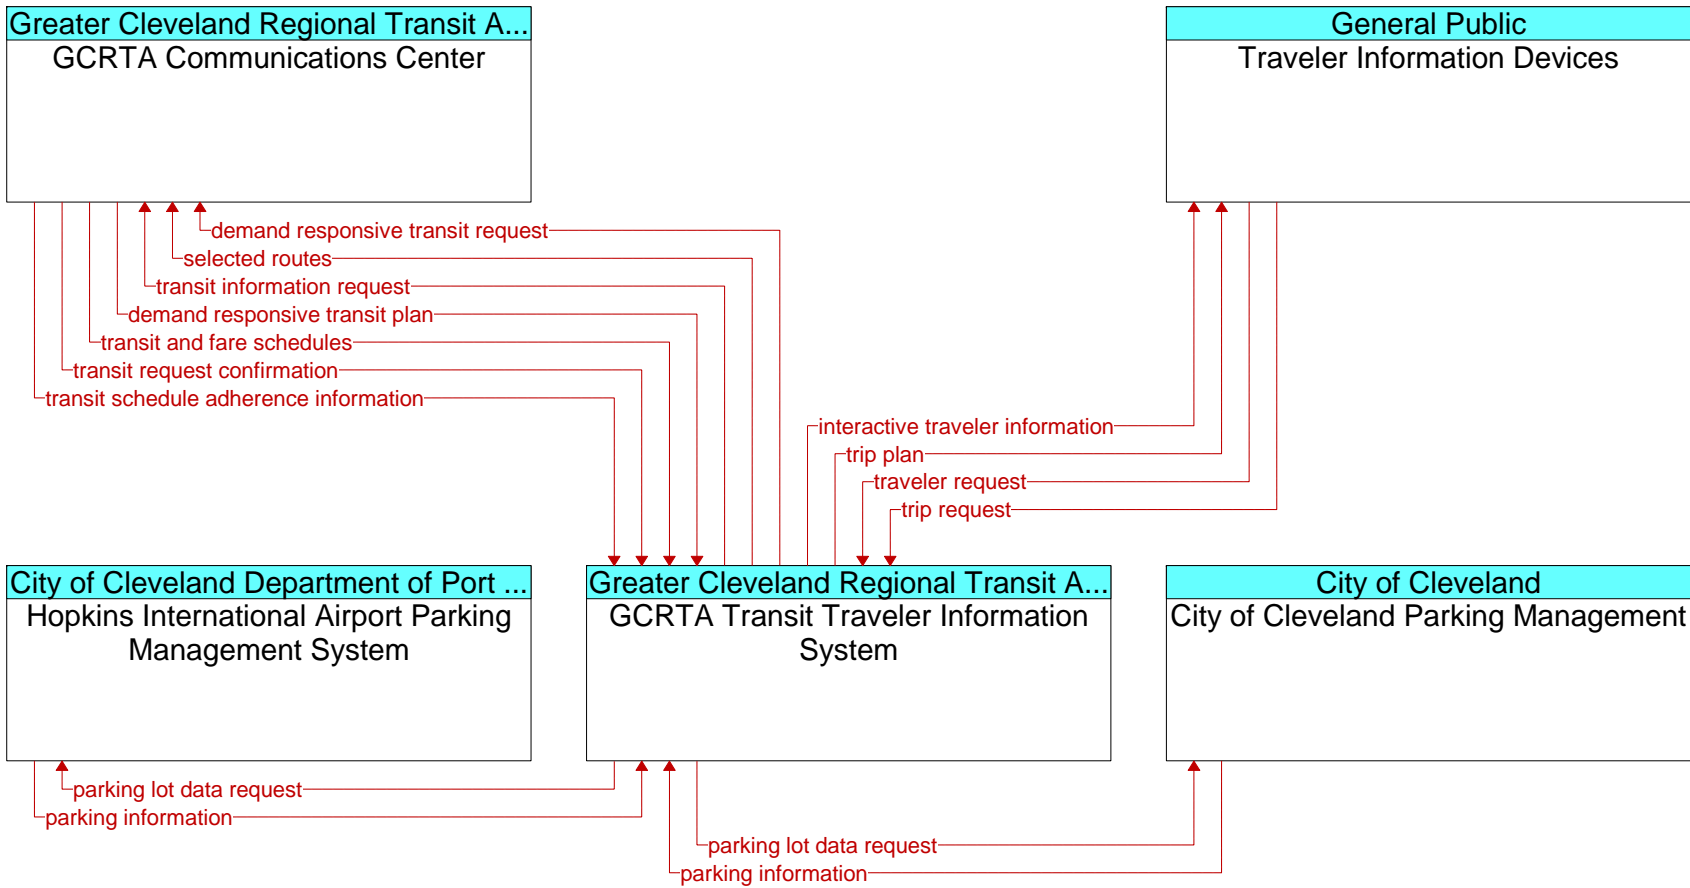 Greater Cleveland Regional Transit A...
GCRTA Communications Center
General Public
Traveler Information Devices
demand responsive transit request
selected routes
transit information request
demand responsive transit plan
transit and fare schedules
transit request confirmation
transit schedule adherence information
interactive traveler information
trip plan
traveler request
trip request
City of Cleveland Department of Port ...
Hopkins International Airport Parking
Management System
Greater Cleveland Regional Transit A...
GCRTA Transit Traveler Information
System
City of Cleveland
City of Cleveland Parking Management
parking lot data request
parking information
parking lot data request
parking information